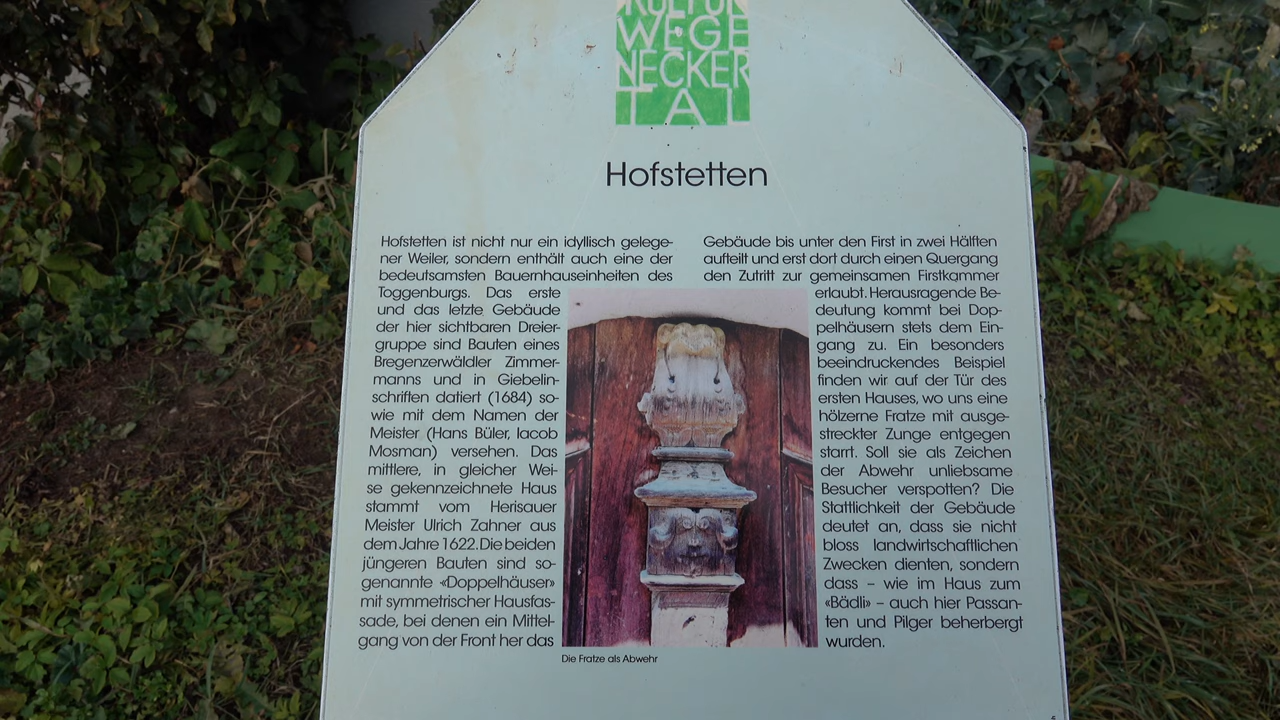 KULTUR
WEGE
NECKER
TAL
Hofstetten
Hofstetten ist nicht nur ein idyllisch gelege-
ner Weiler, sondern enthält auch eine der
bedeutsamsten Bauernhauseinheiten des
Toggenburgs. Das erste
und das letzte Gebäude
der hier sichtbaren Dreier-
gruppe sind Bauten eines
Bregenzerwäldler Zimmer-
manns und in Giebelin-
schriften datiert (1684) so-
wie mit dem Namen der
Meister (Hans Büler, Iacob
Mosman) versehen. Das
mittlere, in gleicher Wei-
se gekennzeichnete Haus
stammt vom Herisauer
Meister Ulrich Zahner aus
dem Jahre 1622. Die beiden
jüngeren Bauten sind so-
genannte «Doppelhäuser»
mit symmetrischer Hausfas-
sade, bei denen ein Mittel-
gang von der Front her das
Gebäude bis unter den First in zwei Hälften
aufteilt und erst dort durch einen Quergang
den Zutritt zur gemeinsamen Firstkammer
erlaubt. Herausragende Be-
deutung kommt bei Dop-
pelhäusern stets dem Ein-
gang zu. Ein besonders
beeindruckendes Beispiel
finden wir auf der Tür des
ersten Hauses, wo uns eine
hölzerne Fratze mit ausge-
streckter Zunge entgegen
starrt. Soll sie als Zeichen
der Abwehr unliebsame
Besucher verspotten? Die
Stattlichkeit der Gebäude
deutet an, dass sie nicht
bloss landwirtschaftlichen
Zwecken dienten, sondern
dass – wie im Haus zum
«Bädli» – auch hier Passan-
ten und Pilger beherbergt
wurden.
Die Fratze als Abwehr